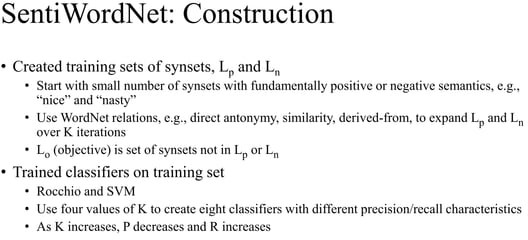 SentiWordNet: Construction
• Created training sets of synsets, Lp and Ln
• Start with small number of synsets with fundamentally positive or negative semantics, e.g.,
“nice” and “nasty”
• Use WordNet relations, e.g., direct antonymy, similarity, derived-from, to expand Lp and Ln
over K iterations
• Lo (objective) is set of synsets not in Lp or Ln
• Trained classifiers on training set
• Rocchio and SVM
• Use four values of K to create eight classifiers with different precision/recall characteristics
• As K increases, P decreases and R increases